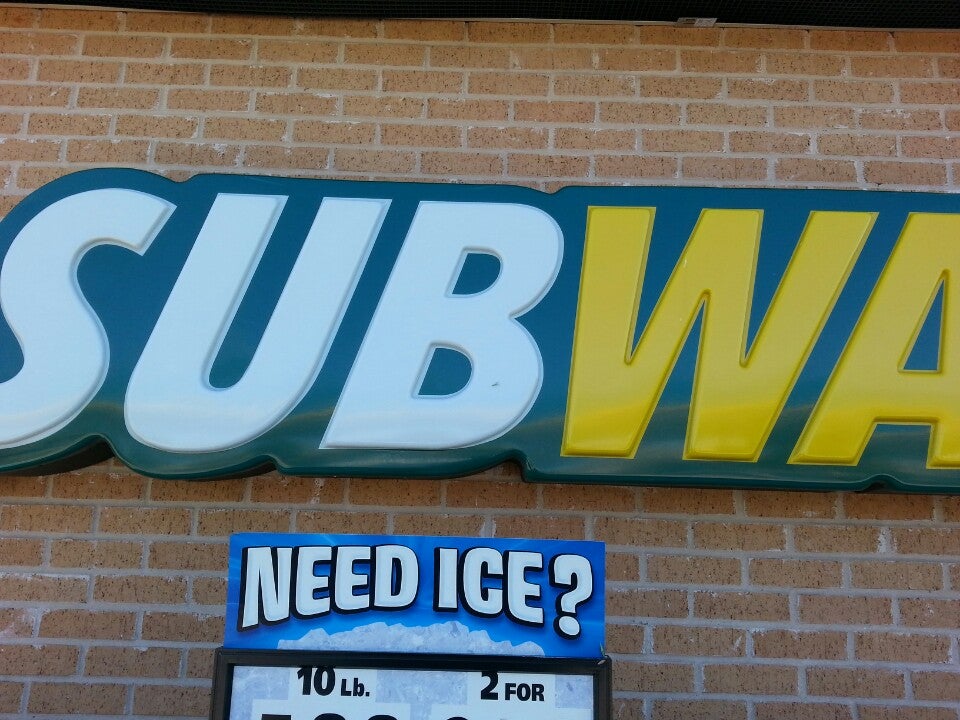 SUBWA
NEED ICE?
10 Lb. 2 FOR